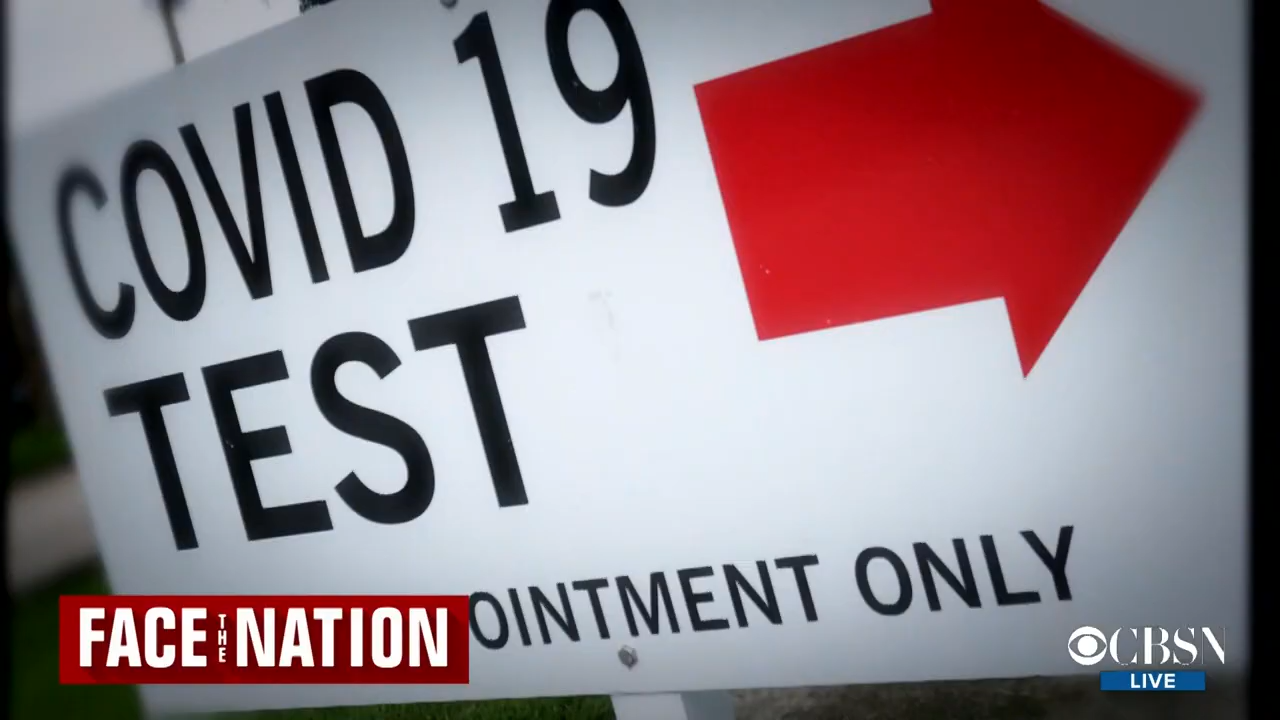 COVID 19
TEST
OINTMENT ONLY
FACE THE NATION
CBSN
LIVE